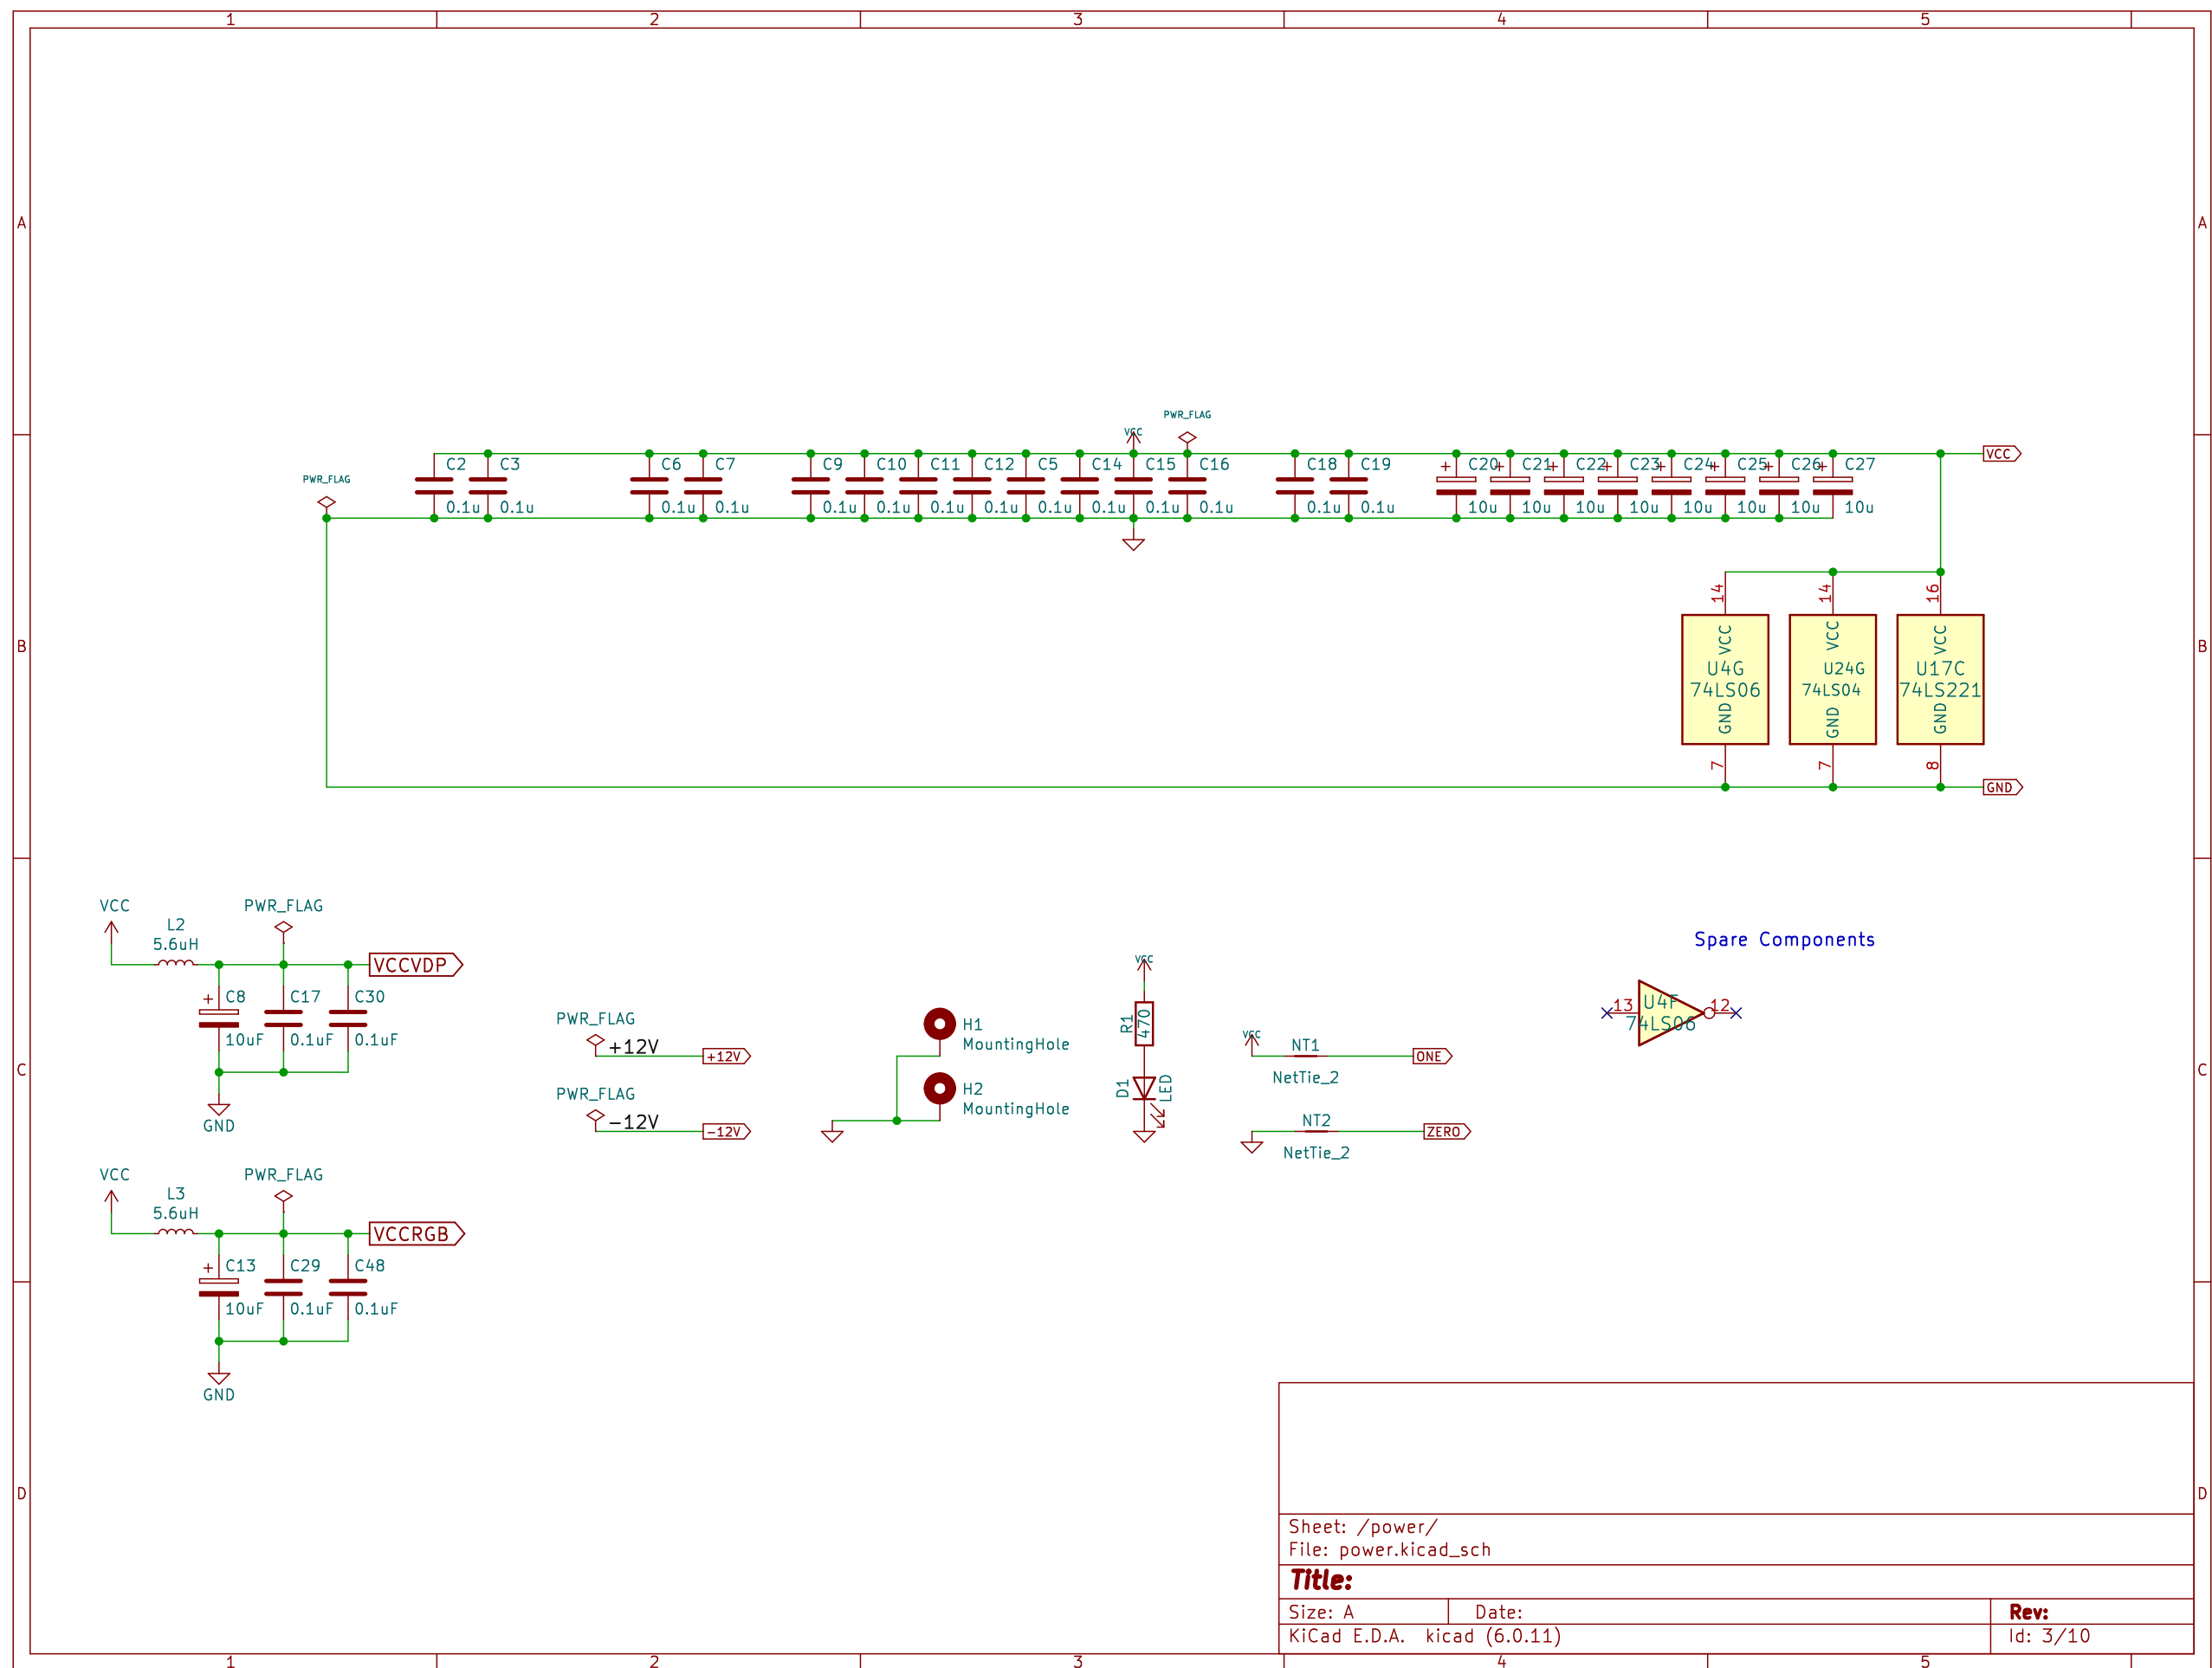 1 2 3 4 5
A A
PWR_FLAG
VCC
PWR_FLAG
C2 C3 C6 C7 C9 C10 C11 C12 C5 C14 C15 C16 C18 C19 + C20 + C21 + C22 + C23 + C24 + C25 + C26 + C27
VCC
0.1u 0.1u 0.1u 0.1u 0.1u 0.1u 0.1u 0.1u 0.1u 0.1u 0.1u 0.1u 0.1u 0.1u 10u 10u 10u 10u 10u 10u 10u 10u
14 14 16
VCC VCC VCC
B B
U4G U24G U17C
74LS06 74LS04 74LS221
GND GND GND
7 7 8
GND
VCC PWR_FLAG
L2
5.6uH
VCCVDP
+ C8 C17 C30
10uF 0.1uF 0.1uF
GND
PWR_FLAG
+12V
+12V
PWR_FLAG
-12V
-12V
H1
MountingHole
H2
MountingHole
VCC
R1
470
D1
LED
VCC
NT1
ONE
NetTie_2
NT2
ZERO
NetTie_2
Spare Components
13 U4F 12
74LS06
C C
VCC PWR_FLAG
L3
5.6uH
VCCRGB
+ C13 C29 C48
10uF 0.1uF 0.1uF
GND
D D
Sheet: /power/
File: power.kicad_sch
Title:
Size: A Date: Rev:
KiCad E.D.A. kicad (6.0.11) Id: 3/10
1 2 3 4 5